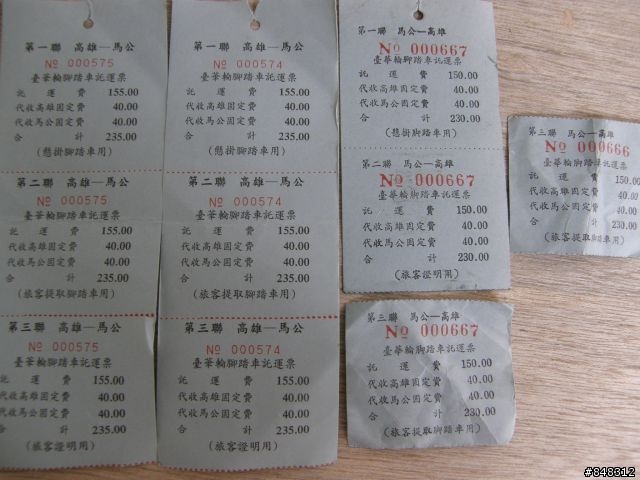 第一聯 高雄—馬公
№ 000575
臺華輪腳踏車託運票
託運費 155.00
代收高雄固定費 40.00
代收馬公固定費 40.00
合計 235.00
(懸掛腳踏車用)
第二聯 高雄—馬公
№ 000575
臺華輪腳踏車託運票
託運費 155.00
代收高雄固定費 40.00
代收馬公固定費 40.00
合計 235.00
(旅客提取腳踏車用)
第三聯 高雄—馬公
№ 000575
臺華輪腳踏車託運票
託運費 155.00
代收高雄固定費 40.00
代收馬公固定費 40.00
合計 235.00
(旅客證明用)
第一聯 高雄—馬公
№ 000574
臺華輪腳踏車託運票
託運費 155.00
代收高雄固定費 40.00
代收馬公固定費 40.00
合計 235.00
(懸掛腳踏車用)
第二聯 高雄—馬公
№ 000574
臺華輪腳踏車託運票
託運費 155.00
代收高雄固定費 40.00
代收馬公固定費 40.00
合計 235.00
(旅客提取腳踏車用)
第三聯 高雄—馬公
№ 000574
臺華輪腳踏車託運票
託運費 155.00
代收高雄固定費 40.00
代收馬公固定費 40.00
合計 235.00
(旅客證明用)
第一聯 馬公—高雄
№ 000667
臺華輪腳踏車託運票
託運費 150.00
代收高雄固定費 40.00
代收馬公固定費 40.00
合計 230.00
(懸掛腳踏車用)
第二聯 馬公—高雄
№ 000667
臺華輪腳踏車託運票
託運費 150.00
代收高雄固定費 40.00
代收馬公固定費 40.00
合計 230.00
(旅客證明用)
第三聯 馬公—高雄
№ 000667
臺華輪腳踏車託運票
託運費 150.00
代收高雄固定費 40.00
代收馬公固定費 40.00
合計 230.00
(旅客提取腳踏車用)
第三聯 馬公—高雄
№ 000666
臺華輪腳踏車託運票
託運費 150.00
代收高雄固定費 40.00
代收馬公固定費 40.00
合計 230.00
(旅客提取腳踏車用)
#848312